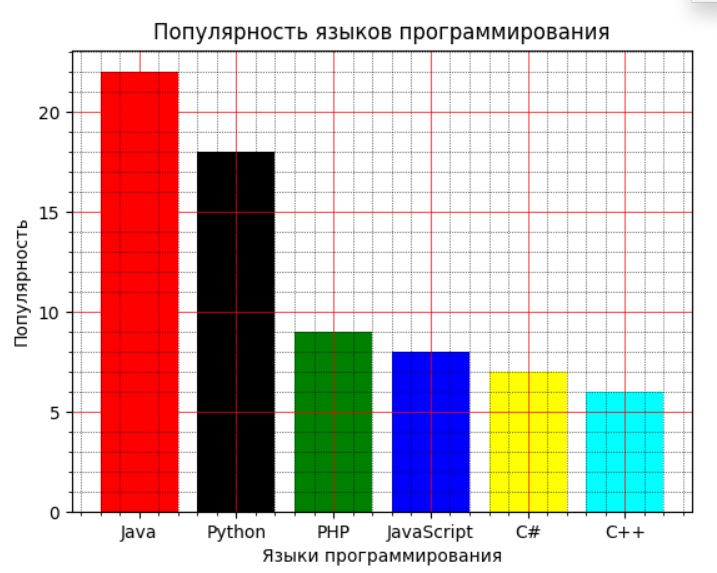 Популярность языков программирования
20
15
10
5
0
Популярность
Java Python PHP JavaScript C# C++
Языки программирования